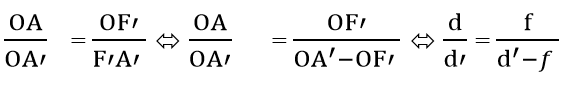 OA/OA′ = OF′/F′A′ ⇔ OA/OA′ = OF′/(OA′−OF′) ⇔ d/d′ = f/(d′−f)